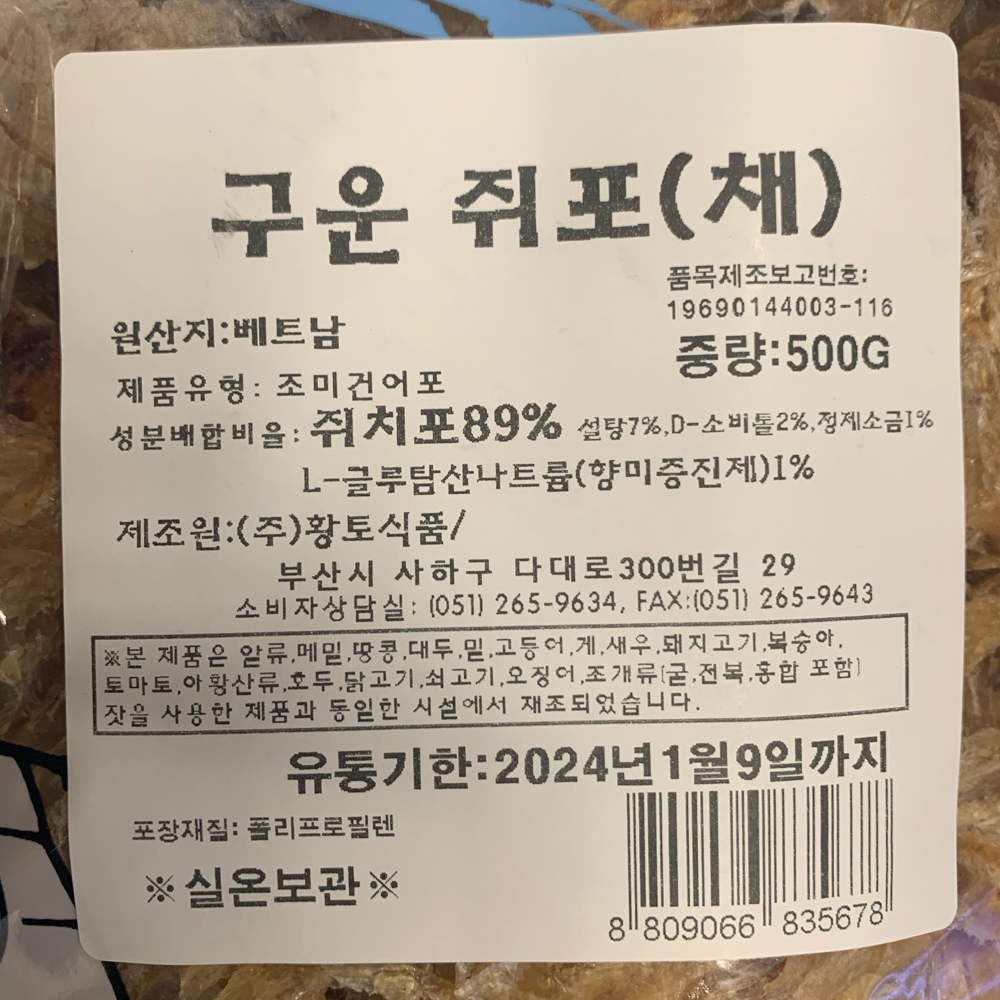 구운 쥐포(채)
품목제조보고번호:
19690144003-116
원산지:베트남
중량:500G
제품유형: 조미건어포
성분배합비율: 쥐치포89% 설탕7%,D-소비톨2%,정제소금1%
L-글루탐산나트륨(향미증진제)1%
제조원:(주)황토식품/
부산시 사하구 다대로300번길 29
소비자상담실: (051) 265-9634, FAX:(051) 265-9643
※본 제품은 알류,메밀,땅콩,대두,밀,고등어,게,새우,돼지고기,복숭아,
토마토,아황산류,호두,닭고기,쇠고기,오징어,조개류(굴,전복,홍합 포함)
잣을 사용한 제품과 동일한 시설에서 재조되었습니다.
유통기한:2024년1월9일까지
포장재질: 폴리프로필렌
※실온보관※
8 809066 835678